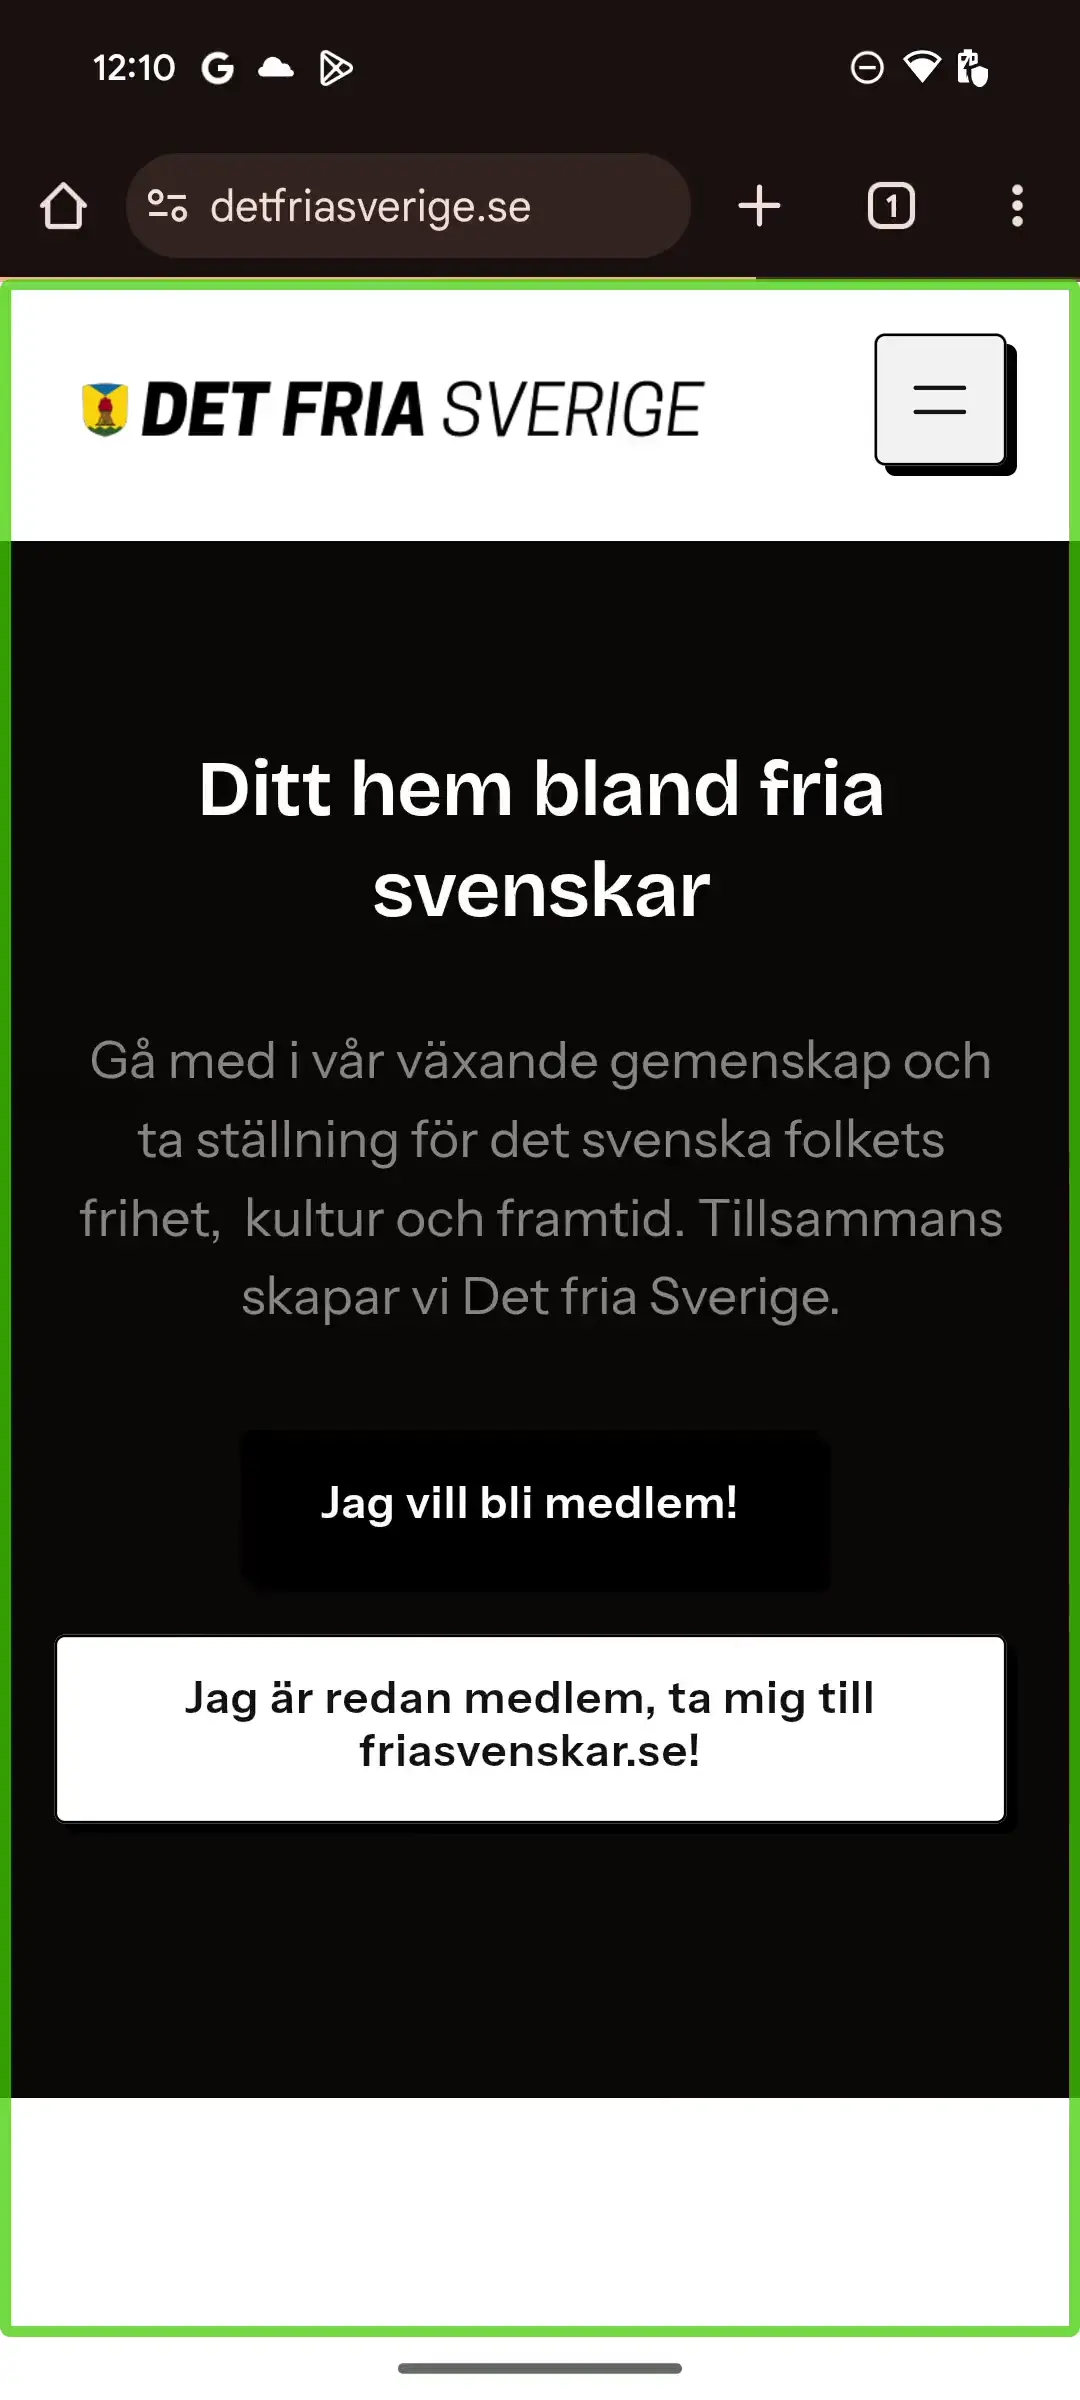 12:10
detfriasverige.se
1
DET FRIA SVERIGE
Ditt hem bland fria
svenskar
Gå med i vår växande gemenskap och
ta ställning för det svenska folkets
frihet, kultur och framtid. Tillsammans
skapar vi Det fria Sverige.
Jag vill bli medlem!
Jag är redan medlem, ta mig till
friasvenskar.se!